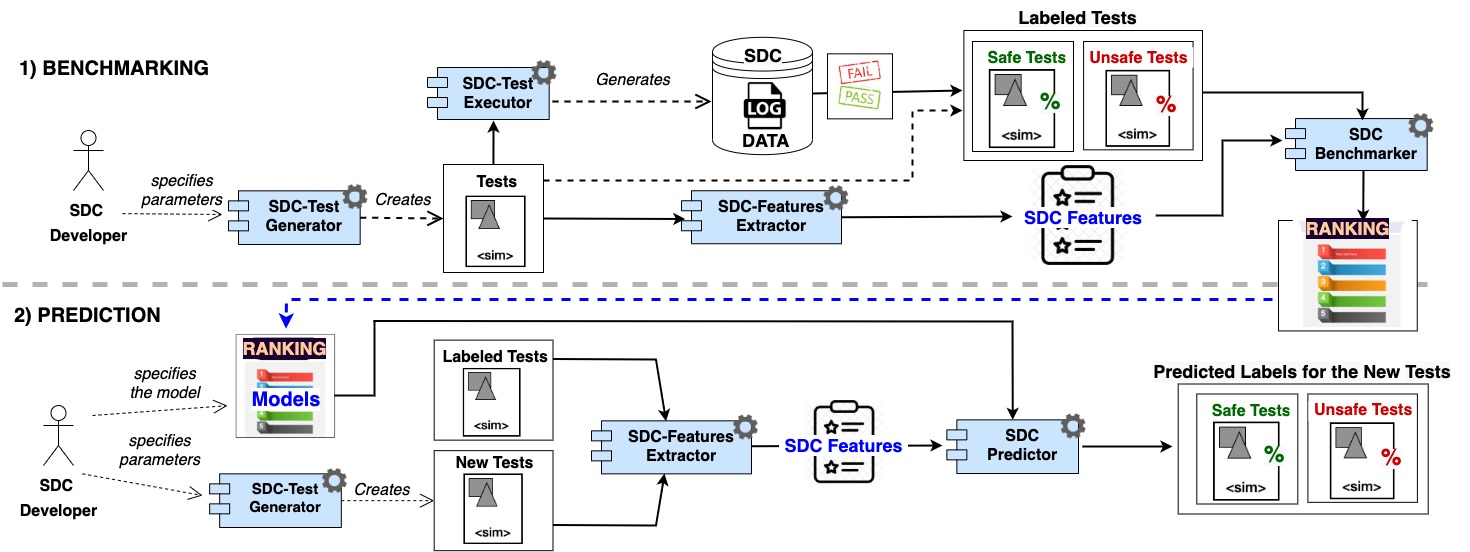 Labeled Tests
1) BENCHMARKING
SDC-Test
Executor
Generates
SDC
LOG
DATA
FAIL
PASS
Safe Tests
%
<sim>
Unsafe Tests
%
<sim>
SDC
Benchmarker
SDC
Developer
specifies
parameters
SDC-Test
Generator
Creates
Tests
<sim>
SDC-Features
Extractor
SDC Features
RANKING
1
2
3
4
5
2) PREDICTION
specifies
the model
RANKING
1
Models
5
SDC
Developer
specifies
parameters
SDC-Test
Generator
Creates
Labeled Tests
<sim>
New Tests
<sim>
SDC-Features
Extractor
SDC Features
SDC
Predictor
Predicted Labels for the New Tests
Safe Tests
%
<sim>
Unsafe Tests
%
<sim>